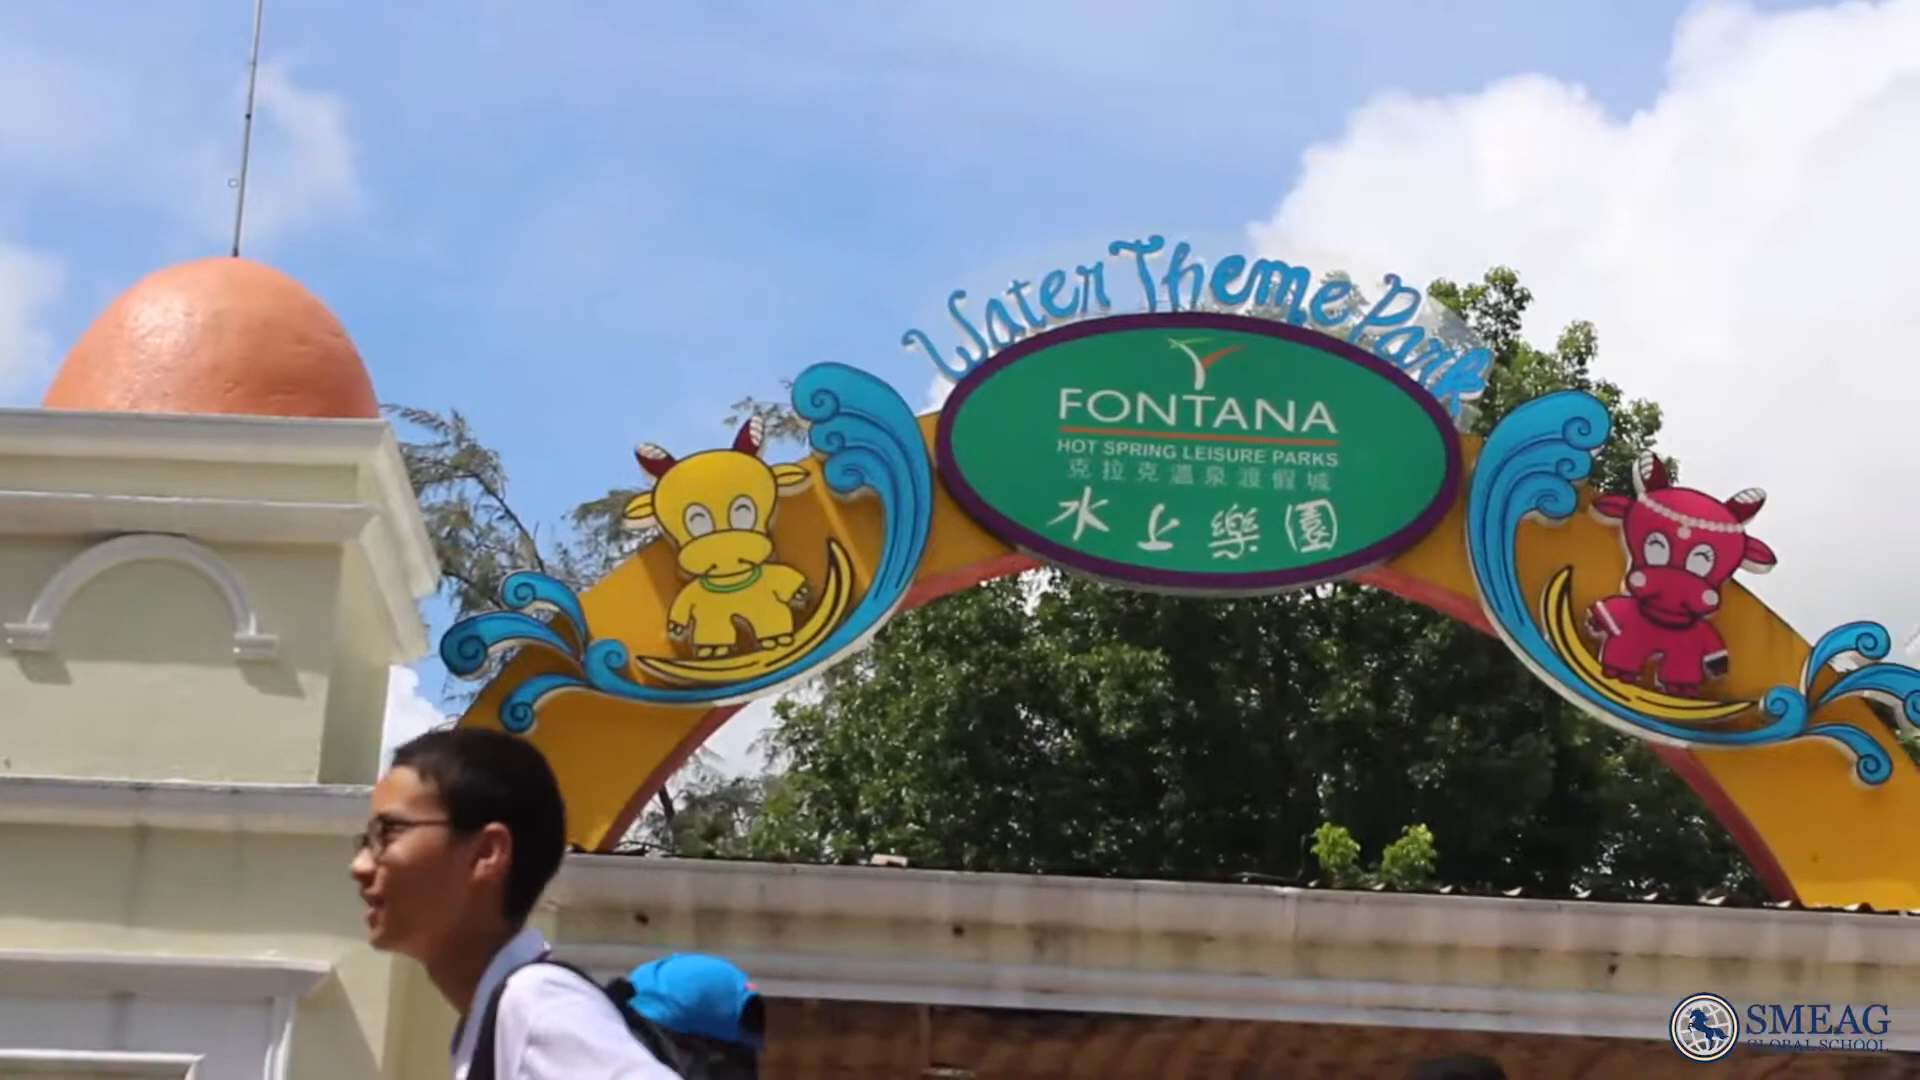 Water Theme Park
FONTANA
HOT SPRING LEISURE PARKS
克拉克溫泉渡假城
水上樂園
SMEAG
GLOBAL SCHOOL